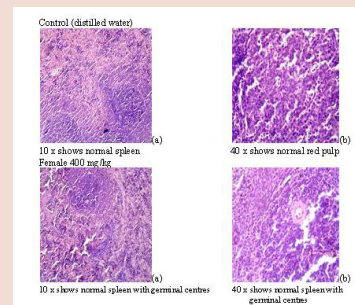 Control (distilled water)
(a)
(b)
10 x shows normal spleen
40 x shows normal red pulp
Female 400 mg/kg
(a)
(b)
10 x shows normal spleen with germinal centres
40 x shows normal spleen with
germinal centres